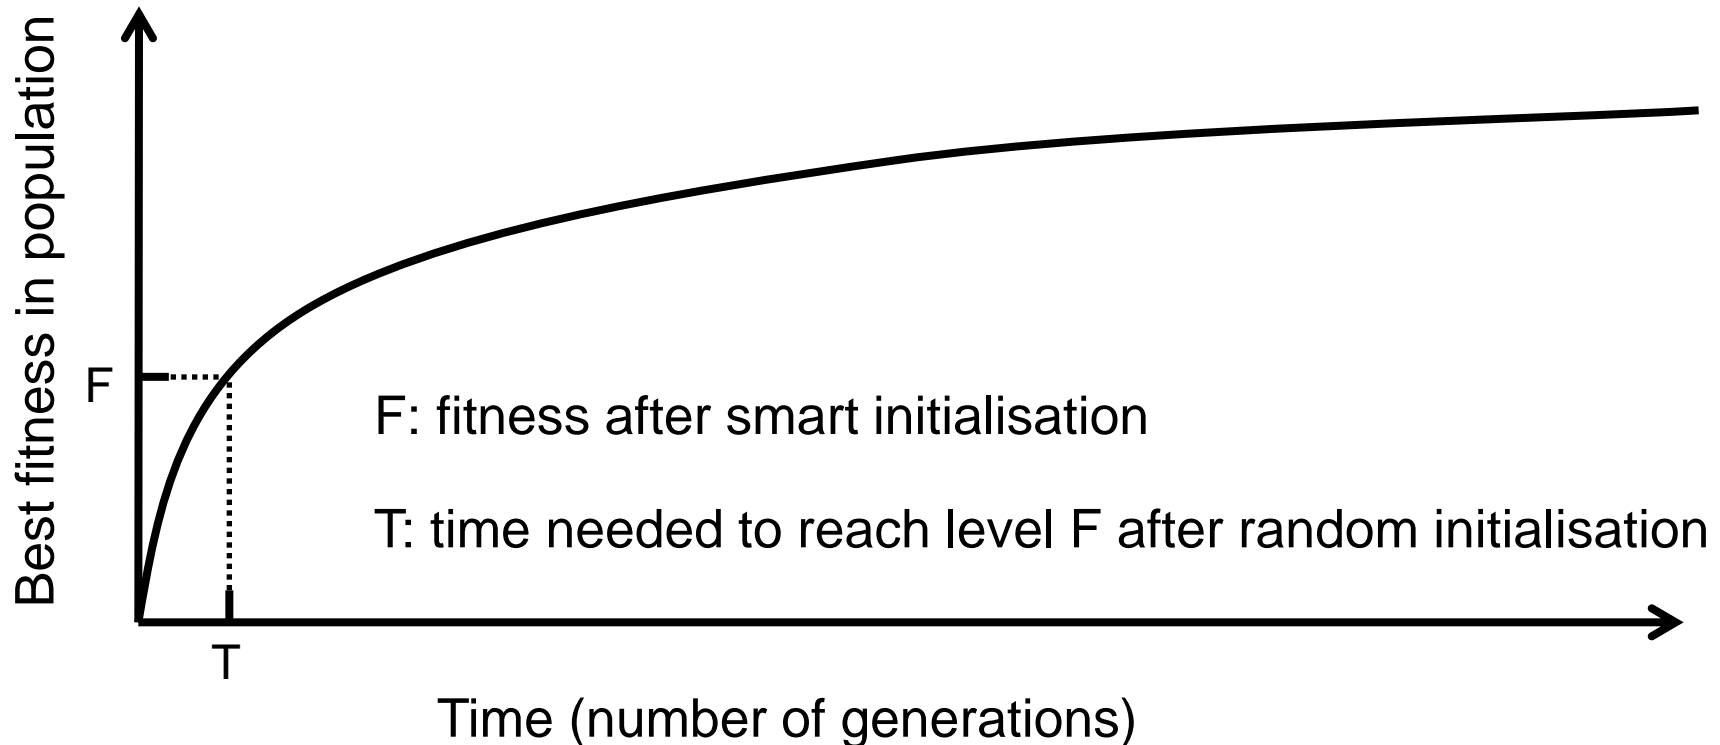 Best fitness in population
F
F: fitness after smart initialisation
T: time needed to reach level F after random initialisation
T
Time (number of generations)